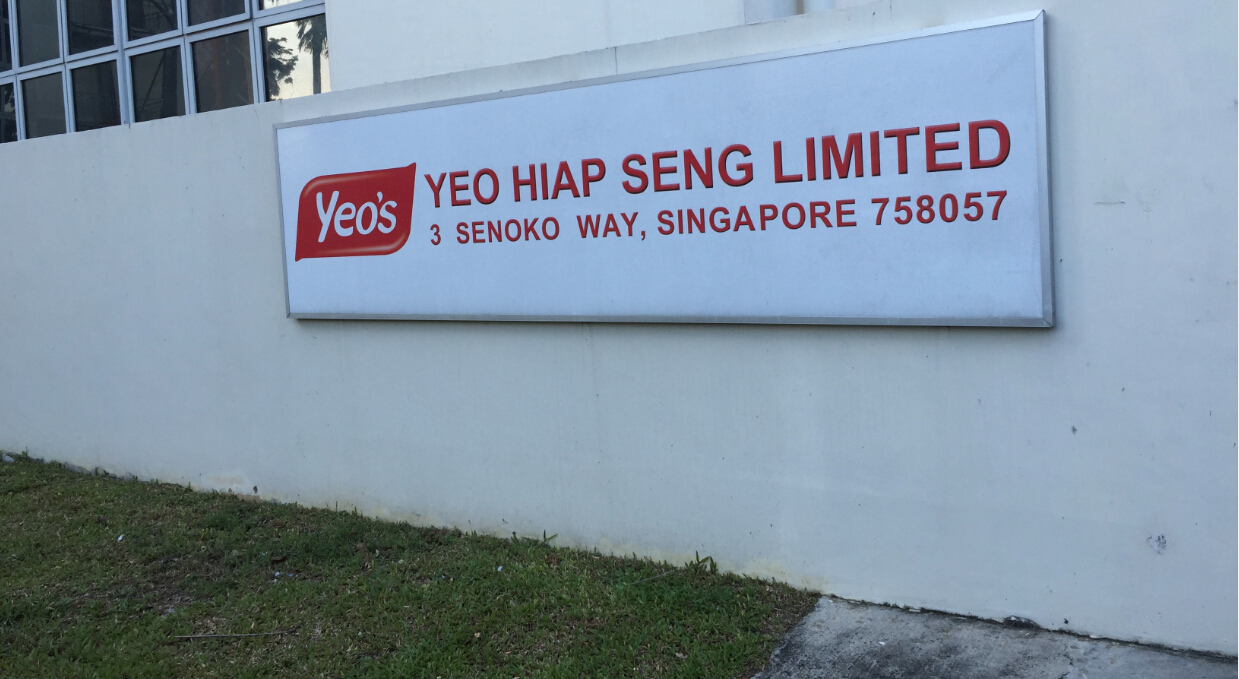 Yeo's
YEO HIAP SENG LIMITED
3 SENOKO WAY, SINGAPORE 758057